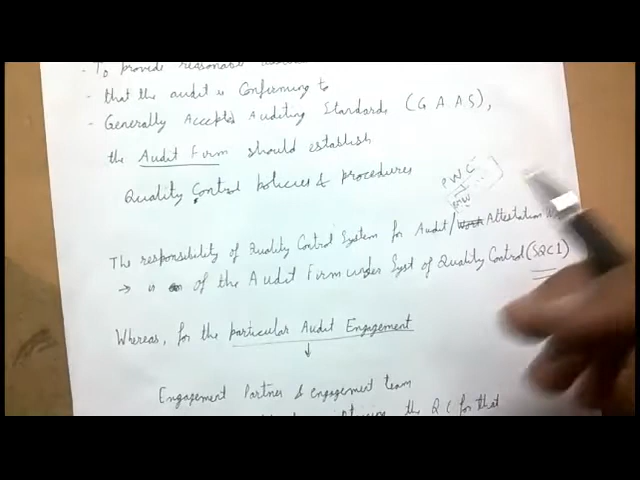 - To provide reasonable
- that the audit is Confirming to
- Generally Accepted Auditing Standards (G A A S),
the Audit Firm should establish
Quality Control policies & procedures
PWC
The responsibility of Quality Control System for Audit/ Attestation
→ is of the Audit Firm under Syst of Quality Control (SQC1)
Whereas, for the particular Audit Engagement
↓
Engagement Partner & engagement team
the QC for that